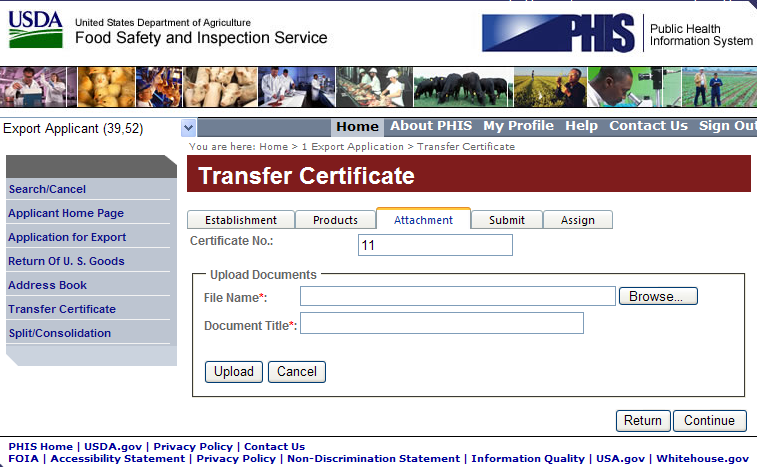 USDA
United States Department of Agriculture
Food Safety and Inspection Service
PHIS
Public Health
Information System
Export Applicant (39,52)
Home About PHIS My Profile Help Contact Us Sign Out
You are here: Home > 1 Export Application > Transfer Certificate
Search/Cancel
Applicant Home Page
Application for Export
Return Of U. S. Goods
Address Book
Transfer Certificate
Split/Consolidation
Transfer Certificate
Establishment Products Attachment Submit Assign
Certificate No.: 11
Upload Documents
File Name*: Browse...
Document Title*:
Upload Cancel
Return Continue
PHIS Home | USDA.gov | Privacy Policy | Contact Us
FOIA | Accessibility Statement | Privacy Policy | Non-Discrimination Statement | Information Quality | USA.gov | Whitehouse.gov